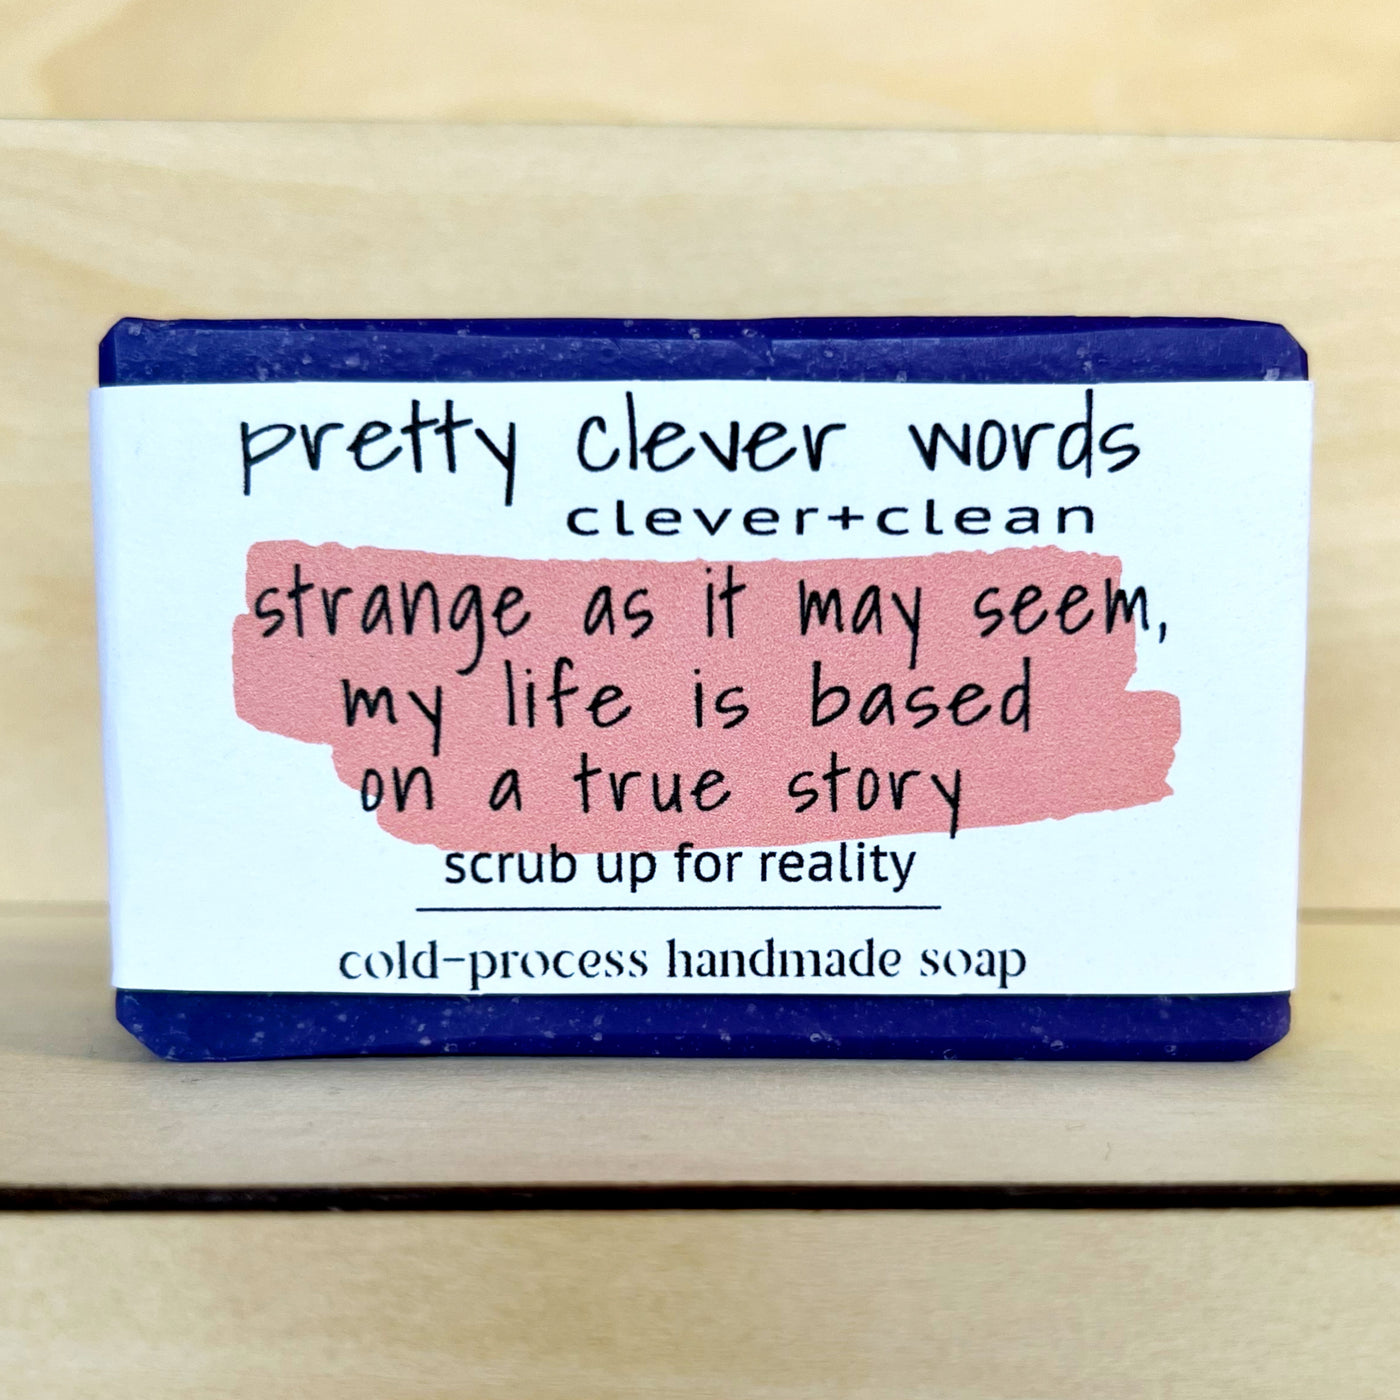 pretty clever words
clever+clean
strange as it may seem,
my life is based
on a true story
scrub up for reality
cold-process handmade soap